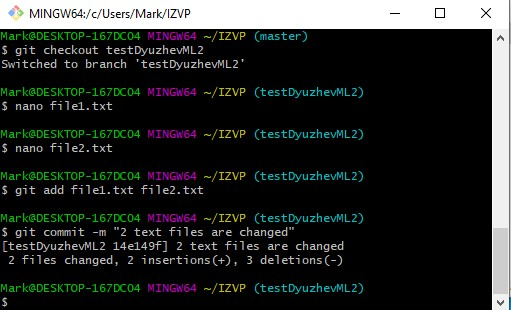 MINGW64:/c/Users/Mark/IZVP
Mark@DESKTOP-167DC04 MINGW64 ~/IZVP (master)
$ git checkout testDyuzhevML2
Switched to branch 'testDyuzhevML2'
Mark@DESKTOP-167DC04 MINGW64 ~/IZVP (testDyuzhevML2)
$ nano file1.txt
Mark@DESKTOP-167DC04 MINGW64 ~/IZVP (testDyuzhevML2)
$ nano file2.txt
Mark@DESKTOP-167DC04 MINGW64 ~/IZVP (testDyuzhevML2)
$ git add file1.txt file2.txt
Mark@DESKTOP-167DC04 MINGW64 ~/IZVP (testDyuzhevML2)
$ git commit -m "2 text files are changed"
[testDyuzhevML2 14e149f] 2 text files are changed
 2 files changed, 2 insertions(+), 3 deletions(-)
Mark@DESKTOP-167DC04 MINGW64 ~/IZVP (testDyuzhevML2)
$